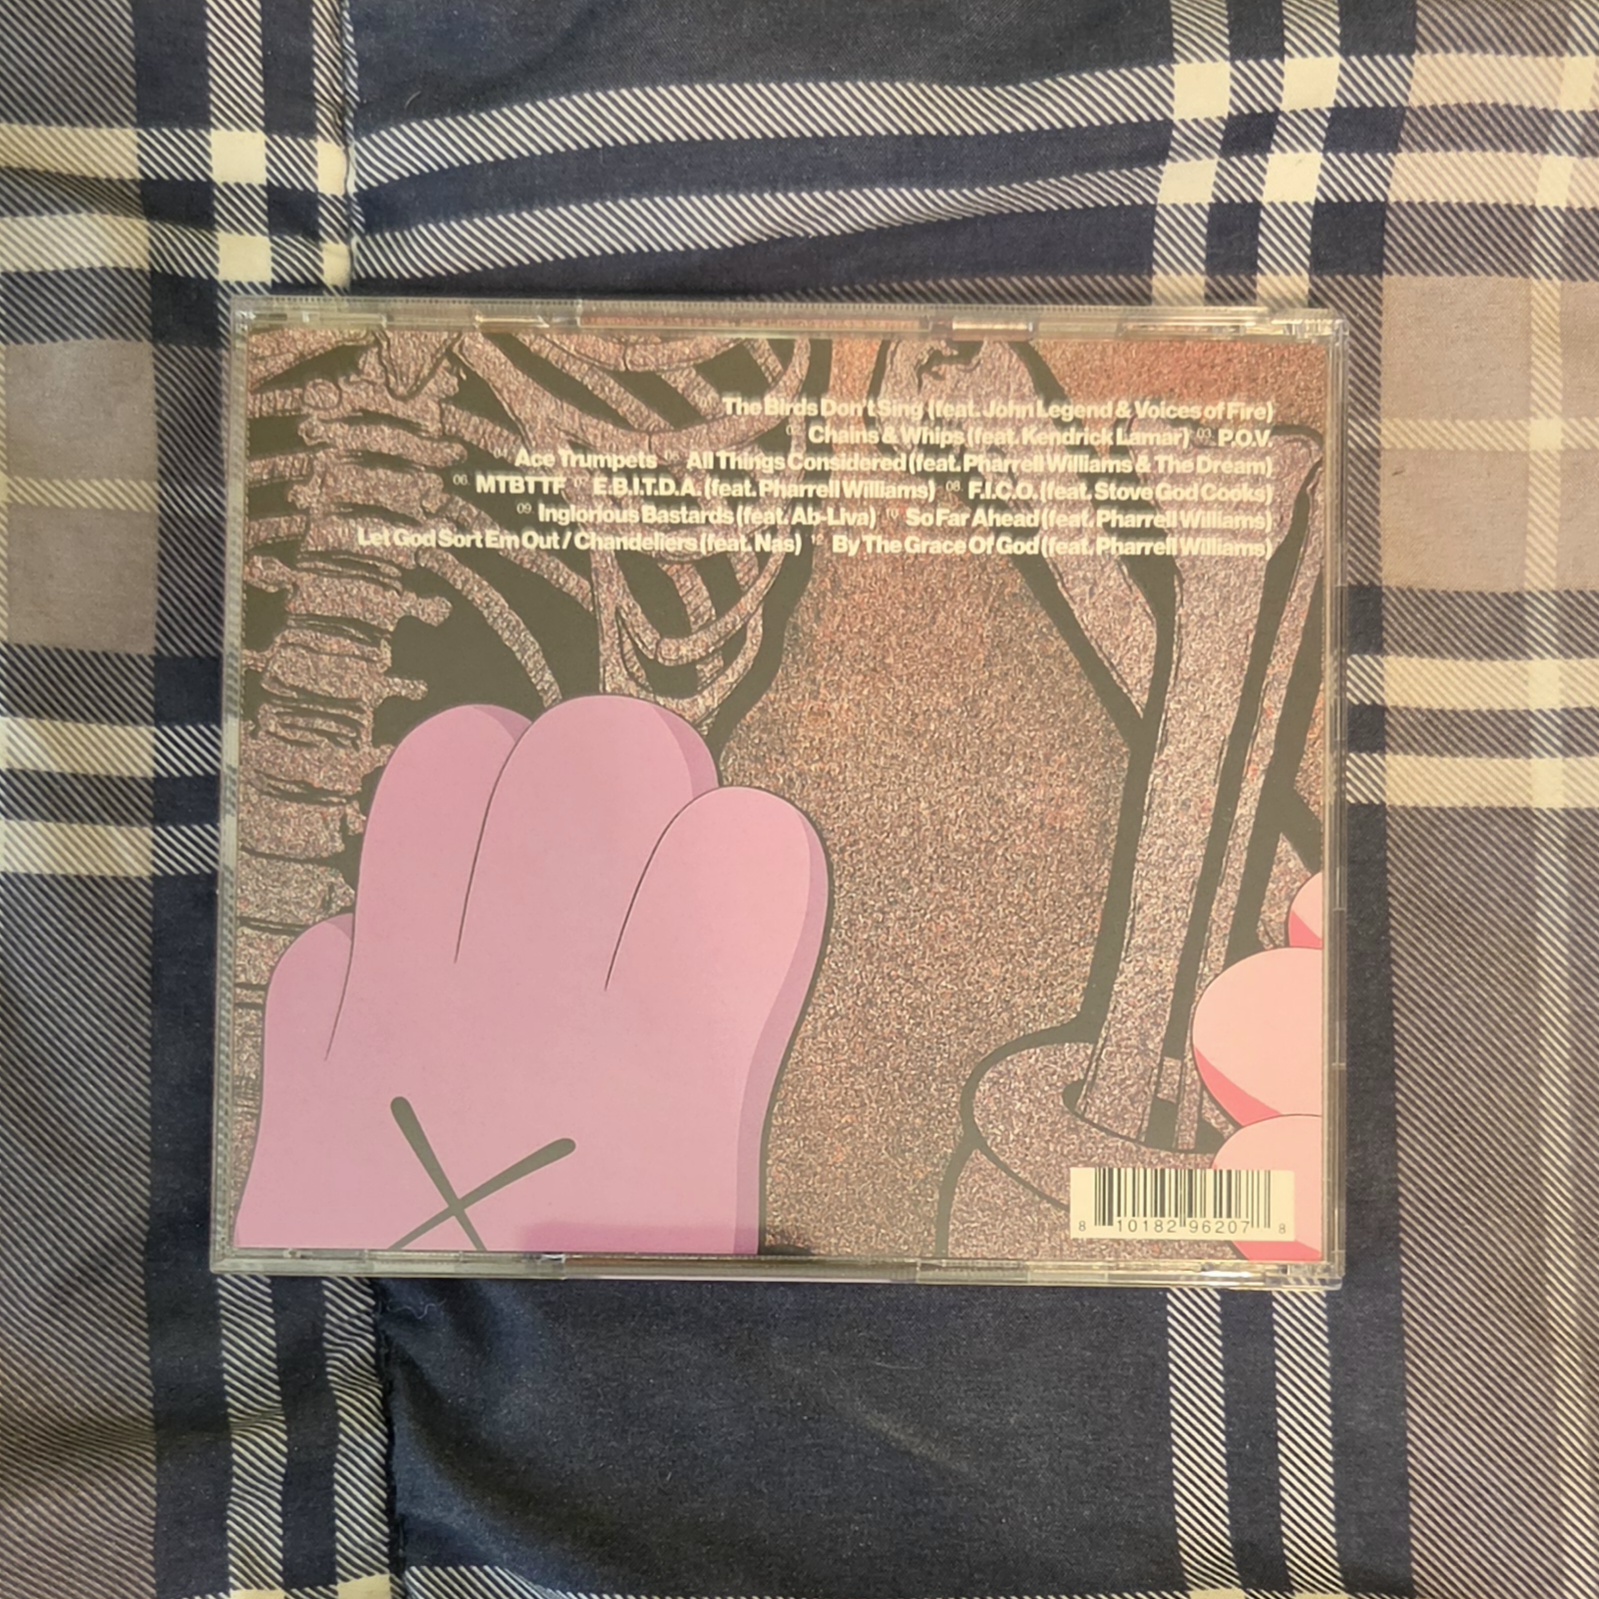 The Birds Don't Sing (feat. John Legend & Voices of Fire)
Chains & Whips (feat. Kendrick Lamar) 03 P.O.V.
04 Ace Trumpets 05 All Things Considered (feat. Pharrell Williams & The Dream)
06 MTBTTF 07 E.B.I.T.D.A. (feat. Pharrell Williams) 08 F.I.C.O. (feat. Stove God Cooks)
09 Inglorious Bastards (feat. Ab-Liva) 10 So Far Ahead (feat. Pharrell Williams)
Let God Sort Em Out / Chandeliers (feat. Nas) 12 By The Grace Of God (feat. Pharrell Williams)
8 10182 96207 8